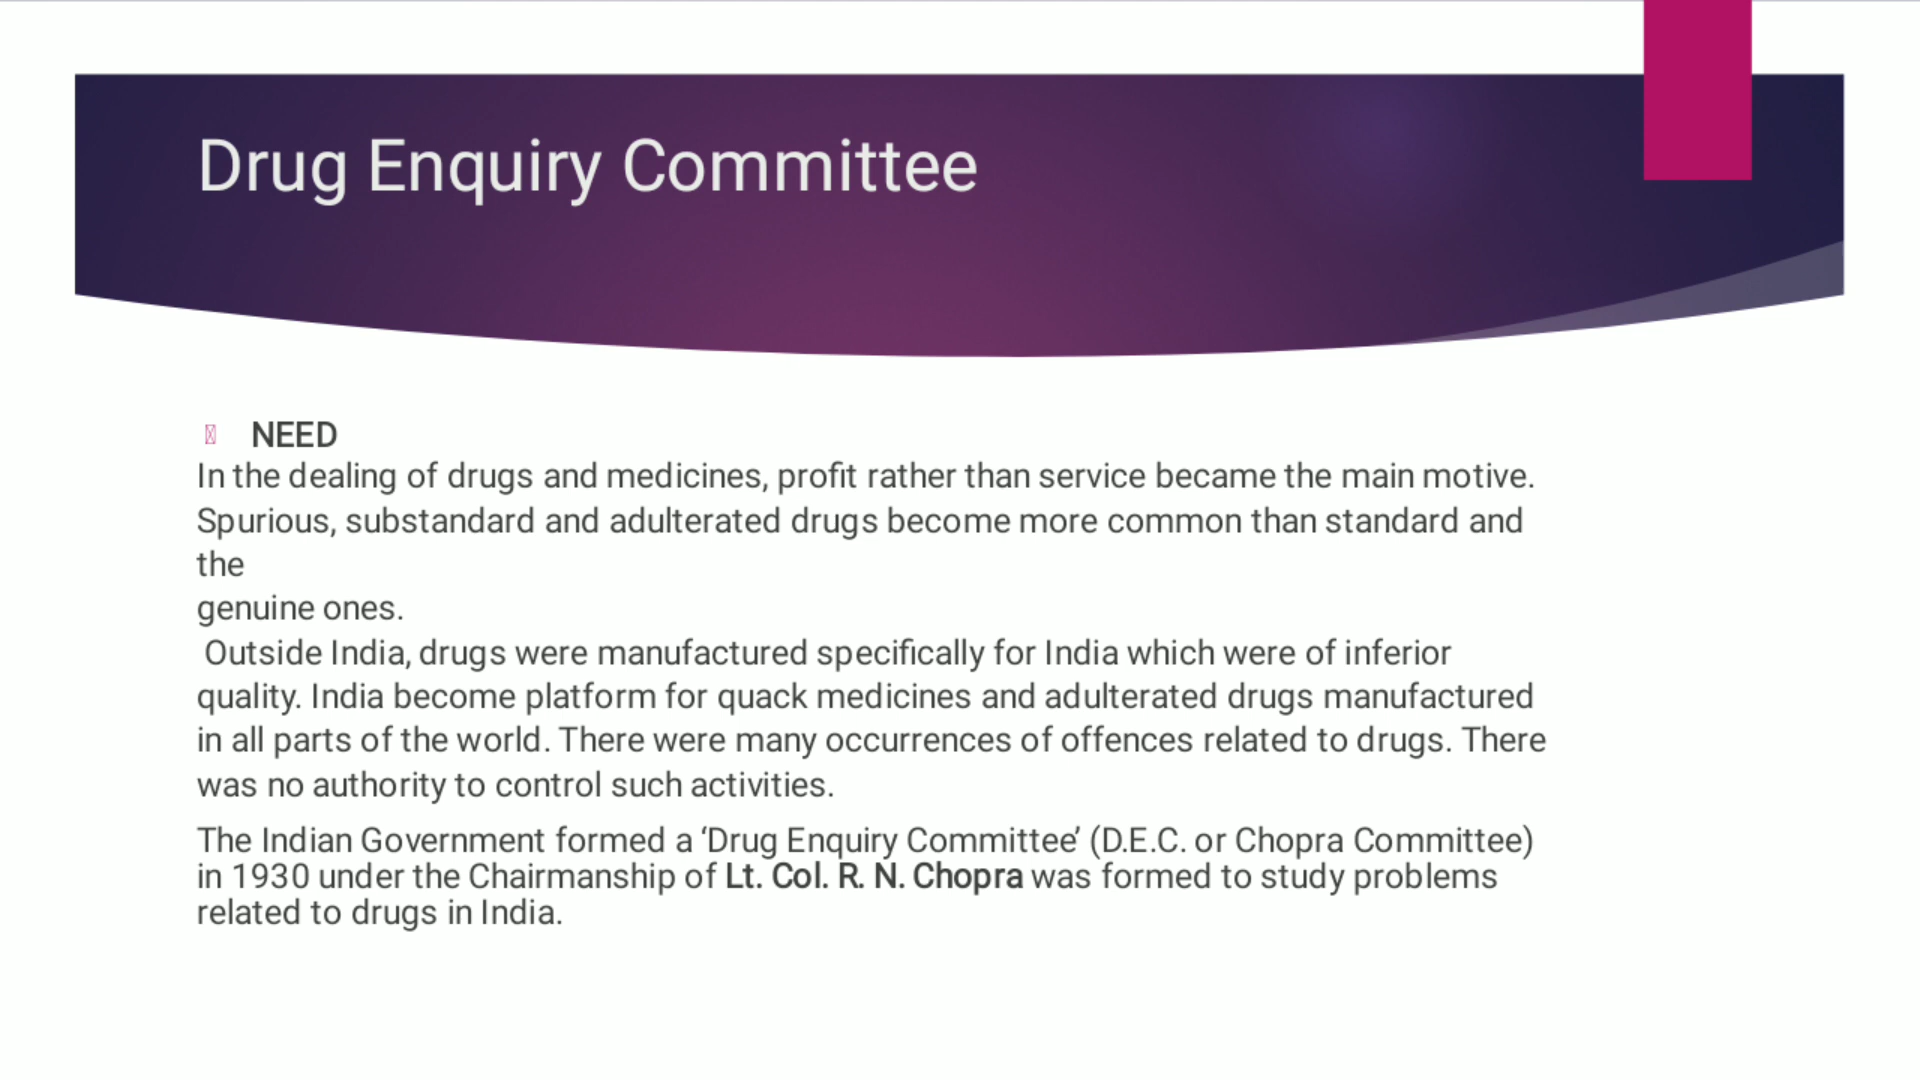 Drug Enquiry Committee
NEED
In the dealing of drugs and medicines, profit rather than service became the main motive.
Spurious, substandard and adulterated drugs become more common than standard and
the
genuine ones.
Outside India, drugs were manufactured specifically for India which were of inferior
quality. India become platform for quack medicines and adulterated drugs manufactured
in all parts of the world. There were many occurrences of offences related to drugs. There
was no authority to control such activities.
The Indian Government formed a ‘Drug Enquiry Committee’ (D.E.C. or Chopra Committee)
in 1930 under the Chairmanship of Lt. Col. R. N. Chopra was formed to study problems
related to drugs in India.